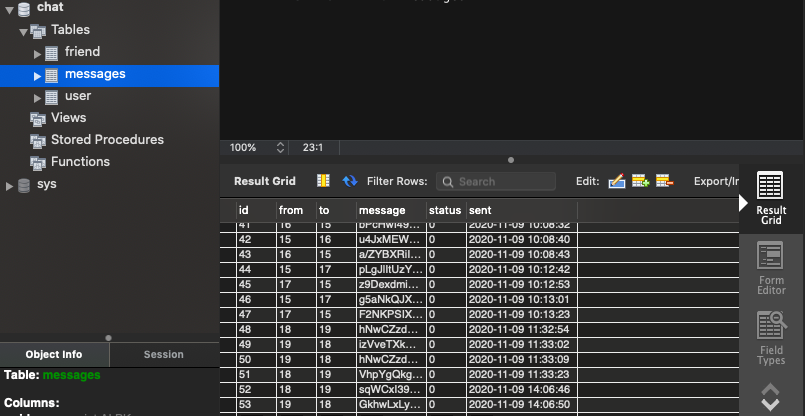 chat
Tables
friend
messages
user
Views
Stored Procedures
Functions
sys
Object Info Session
Table: messages
Columns:
100% 23:1
Result Grid Filter Rows: Search Edit: Export/Ir
id from to message status sent
41 16 15 0 2020-11-09 10:08:32
42 15 16 u4JxMEW... 0 2020-11-09 10:08:40
43 16 15 a/ZYBXRiI... 0 2020-11-09 10:08:43
44 15 17 pLgJlItUzY... 0 2020-11-09 10:12:42
45 17 15 z9Dexdmi... 0 2020-11-09 10:12:53
46 15 17 g5aNkQJX... 0 2020-11-09 10:13:01
47 17 15 F2NKPSIX... 0 2020-11-09 10:13:23
48 18 19 hNwCZzd... 0 2020-11-09 11:32:54
49 19 18 izVveTXk... 0 2020-11-09 11:33:02
50 19 18 hNwCZzd... 0 2020-11-09 11:33:09
51 18 19 VhpYgQkg... 0 2020-11-09 11:33:23
52 18 19 sqWCxI39... 0 2020-11-09 14:06:46
53 19 18 GkhwLxLy... 0 2020-11-09 14:06:50
Result
Grid
Form
Editor
Field
Types